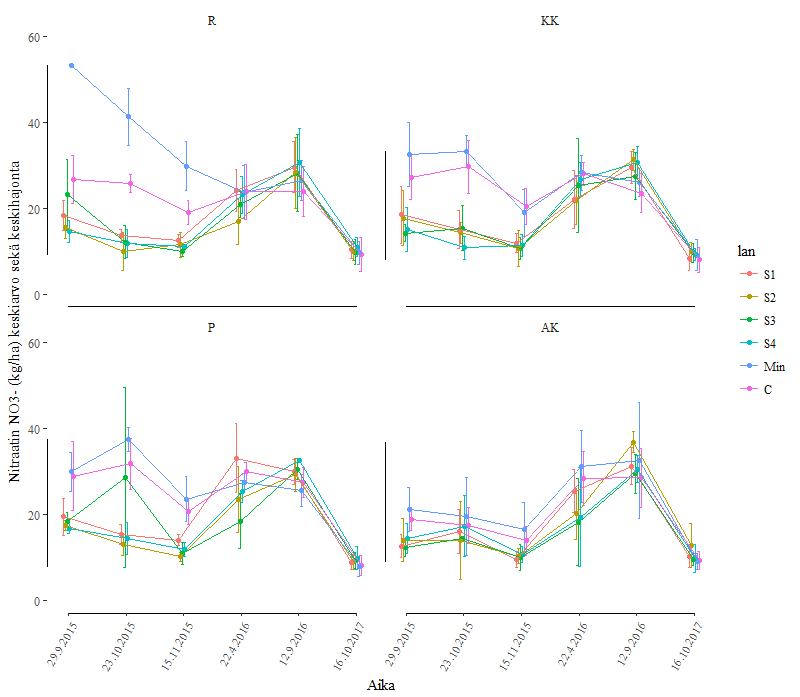 R
KK
60
40
20
0
P
AK
60
40
20
0
Nitraatin NO3- (kg/ha) keskiarvo sekä keskihajonta
29.9.2015
23.10.2015
15.11.2015
22.4.2016
12.9.2016
16.10.2017
29.9.2015
23.10.2015
15.11.2015
22.4.2016
12.9.2016
16.10.2017
Aika
lan
S1
S2
S3
S4
Min
C